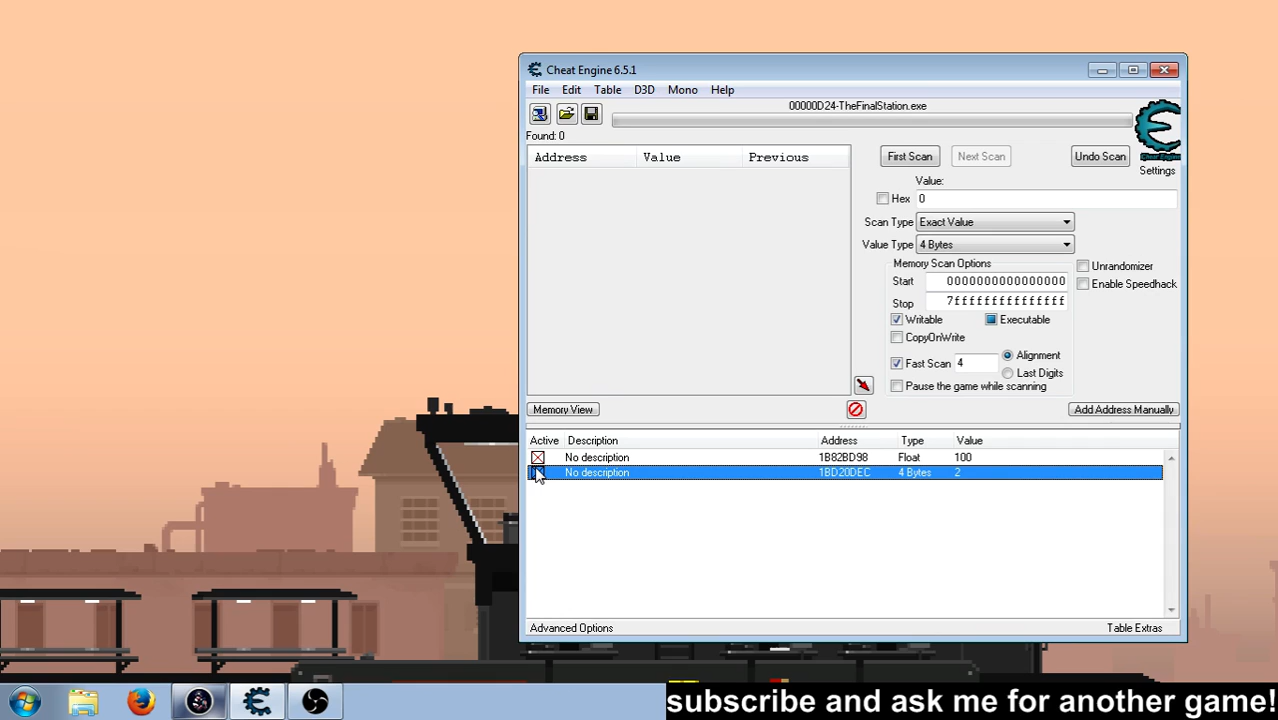 Cheat Engine 6.5.1
File Edit Table D3D Mono Help
00000D24-TheFinalStation.exe
Found: 0
Address Value Previous
First Scan Next Scan Undo Scan
Cheat Engine
Settings
Value:
Hex 0
Scan Type Exact Value
Value Type 4 Bytes
Memory Scan Options
Unrandomizer
Start 0000000000000000
Enable Speedhack
Stop 7fffffffffffffff
Writable Executable
CopyOnWrite
Fast Scan 4 Alignment
Last Digits
Pause the game while scanning
Memory View Add Address Manually
Active Description Address Type Value
No description 1B82BD98 Float 100
No description 1BD20DEC 4 Bytes 2
Advanced Options Table Extras
subscribe and ask me for another game!